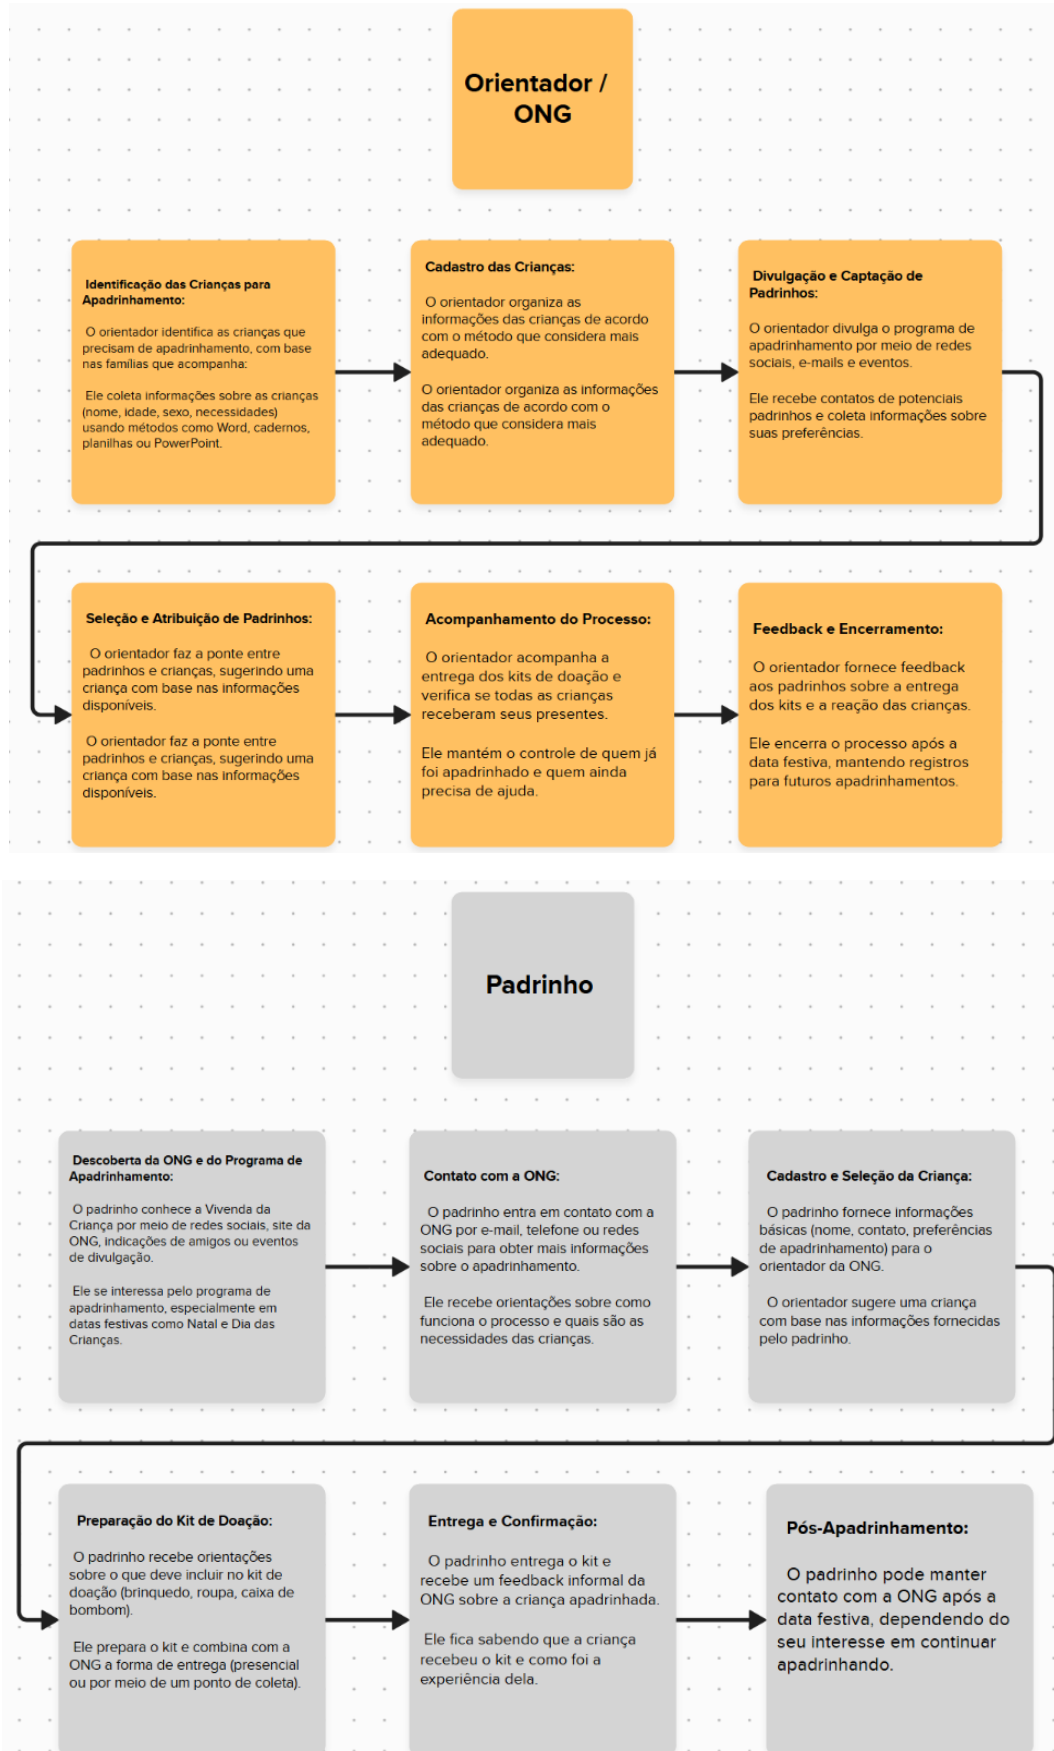 Orientador /
ONG
Identificação das Crianças para
Apadrinhamento:
O orientador identifica as crianças que
precisam de apadrinhamento, com base
nas famílias que acompanha:
Ele coleta informações sobre as crianças
(nome, idade, sexo, necessidades)
usando métodos como Word, cadernos,
planilhas ou PowerPoint.
Cadastro das Crianças:
O orientador organiza as
informações das crianças de acordo
com o método que considera mais
adequado.
O orientador organiza as informações
das crianças de acordo com o
método que considera mais
adequado.
Divulgação e Captação de
Padrinhos:
O orientador divulga o programa de
apadrinhamento por meio de redes
sociais, e-mails e eventos.
Ele recebe contatos de potenciais
padrinhos e coleta informações sobre
suas preferências.
Seleção e Atribuição de Padrinhos:
O orientador faz a ponte entre
padrinhos e crianças, sugerindo uma
criança com base nas informações
disponíveis.
O orientador faz a ponte entre
padrinhos e crianças, sugerindo uma
criança com base nas informações
disponíveis.
Acompanhamento do Processo:
O orientador acompanha a
entrega dos kits de doação e
verifica se todas as crianças
receberam seus presentes.
Ele mantém o controle de quem já
foi apadrinhado e quem ainda
precisa de ajuda.
Feedback e Encerramento:
O orientador fornece feedback
aos padrinhos sobre a entrega
dos kits e a reação das crianças.
Ele encerra o processo após a
data festiva, mantendo registros
para futuros apadrinhamentos.
Padrinho
Descoberta da ONG e do Programa de
Apadrinhamento:
O padrinho conhece a Vivenda da
Criança por meio de redes sociais, site da
ONG, indicações de amigos ou eventos
de divulgação.
Ele se interessa pelo programa de
apadrinhamento, especialmente em
datas festivas como Natal e Dia das
Crianças.
Contato com a ONG:
O padrinho entra em contato com a
ONG por e-mail, telefone ou redes
sociais para obter mais informações
sobre o apadrinhamento.
Ele recebe orientações sobre como
funciona o processo e quais são as
necessidades das crianças.
Cadastro e Seleção da Criança:
O padrinho fornece informações
básicas (nome, contato, preferências
de apadrinhamento) para o
orientador da ONG.
O orientador sugere uma criança
com base nas informações fornecidas
pelo padrinho.
Preparação do Kit de Doação:
O padrinho recebe orientações
sobre o que deve incluir no kit de
doação (brinquedo, roupa, caixa de
bombom).
Ele prepara o kit e combina com a
ONG a forma de entrega (presencial
ou por meio de um ponto de coleta).
Entrega e Confirmação:
O padrinho entrega o kit e
recebe um feedback informal da
ONG sobre a criança apadrinhada.
Ele fica sabendo que a criança
recebeu o kit e como foi a
experiência dela.
Pós-Apadrinhamento:
O padrinho pode manter
contato com a ONG após a
data festiva, dependendo do
seu interesse em continuar
apadrinhando.